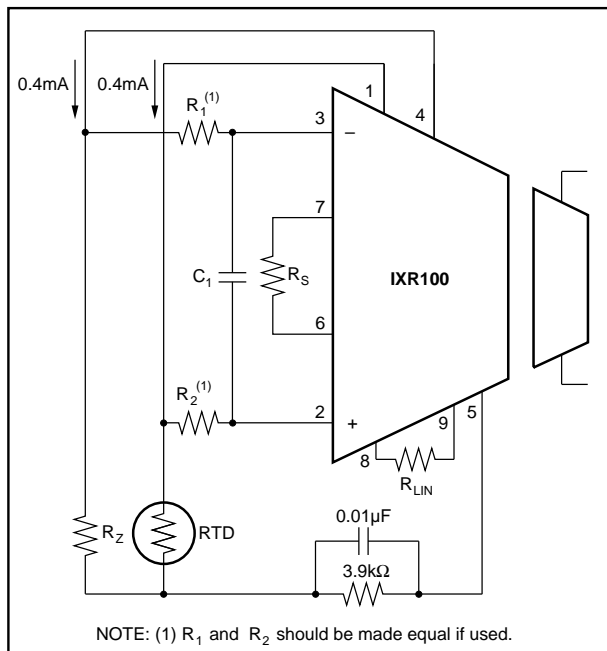 0.4mA 0.4mA
1
4
R1(1)
3
–
7
C1
RS
IXR100
6
R2(1)
2
+
9 5
8
RLIN
0.01µF
RZ
RTD
3.9kΩ
NOTE: (1) R1 and R2 should be made equal if used.